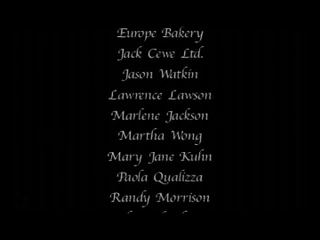 Europe Bakery
Jack Cewe Ltd.
Jason Watkin
Lawrence Lawson
Marlene Jackson
Martha Wong
Mary Jane Kuhn
Paola Qualizza
Randy Morrison